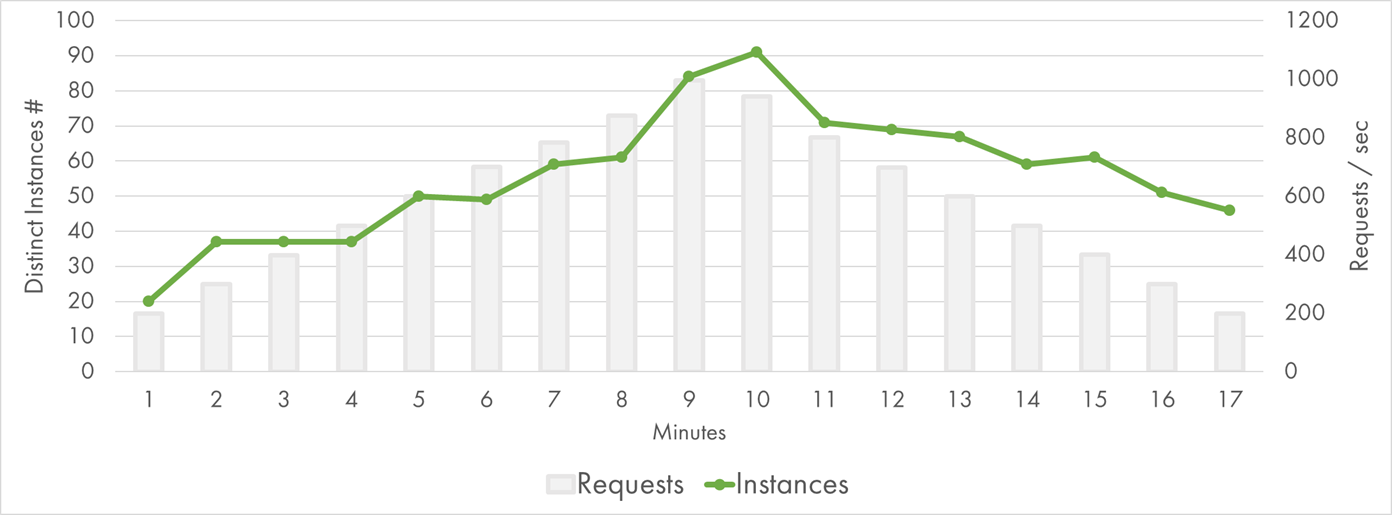 100 1200
90
80 1000
70
60 800
50 600
40
30 400
20 200
10
0 0
Distinct Instances #
Requests / sec
1 2 3 4 5 6 7 8 9 10 11 12 13 14 15 16 17
Minutes
Requests Instances